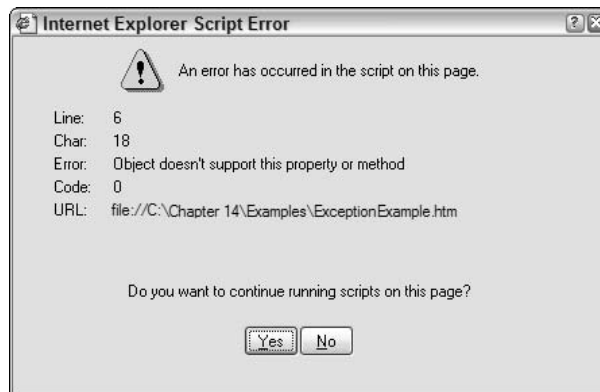 Internet Explorer Script Error
An error has occurred in the script on this page.
Line: 6
Char: 18
Error: Object doesn't support this property or method
Code: 0
URL: file://C:\Chapter 14\Examples\ExceptionExample.htm
Do you want to continue running scripts on this page?
Yes No